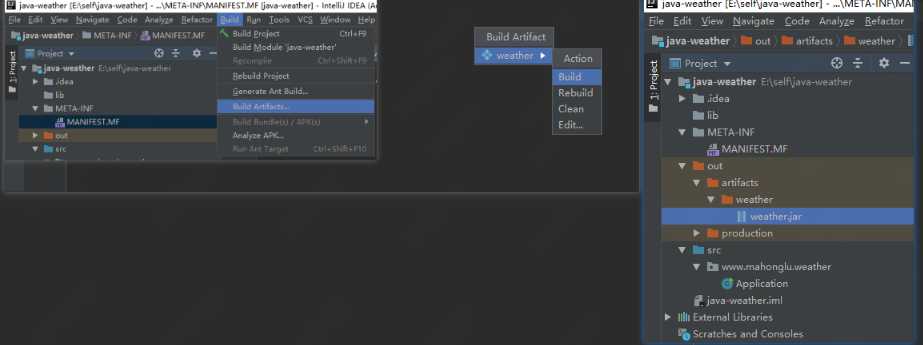 java-weather [E:\self\java-weather] - ...\META-INF\MANIFEST.MF [java-weather] - IntelliJ IDEA (A
File Edit View Navigate Code Analyze Refactor Build Run Tools VCS Window Help
java-weather META-INF MANIFEST.MF
1: Project
Project
java-weather E:\self\java-weather
.idea
lib
META-INF
MANIFEST.MF
out
src
Build Project Ctrl+F9
Build Module 'java-weather'
Recompile Ctrl+Shift+F9
Rebuild Project
Generate Ant Build...
Build Artifacts...
Build Bundle(s) / APK(s)
Analyze APK...
Run Ant Target Ctrl+Shift+F10
Build Artifact
weather
Action
Build
Rebuild
Clean
Edit...
java-weather [E:\self\java-weather] - ...\META-INF\MANIFEST.
File Edit View Navigate Code Analyze Refactor
java-weather out artifacts weather
1: Project
Project
java-weather E:\self\java-weather
.idea
lib
META-INF
MANIFEST.MF
out
artifacts
weather
weather.jar
production
src
www.mahonglu.weather
Application
java-weather.iml
External Libraries
Scratches and Consoles